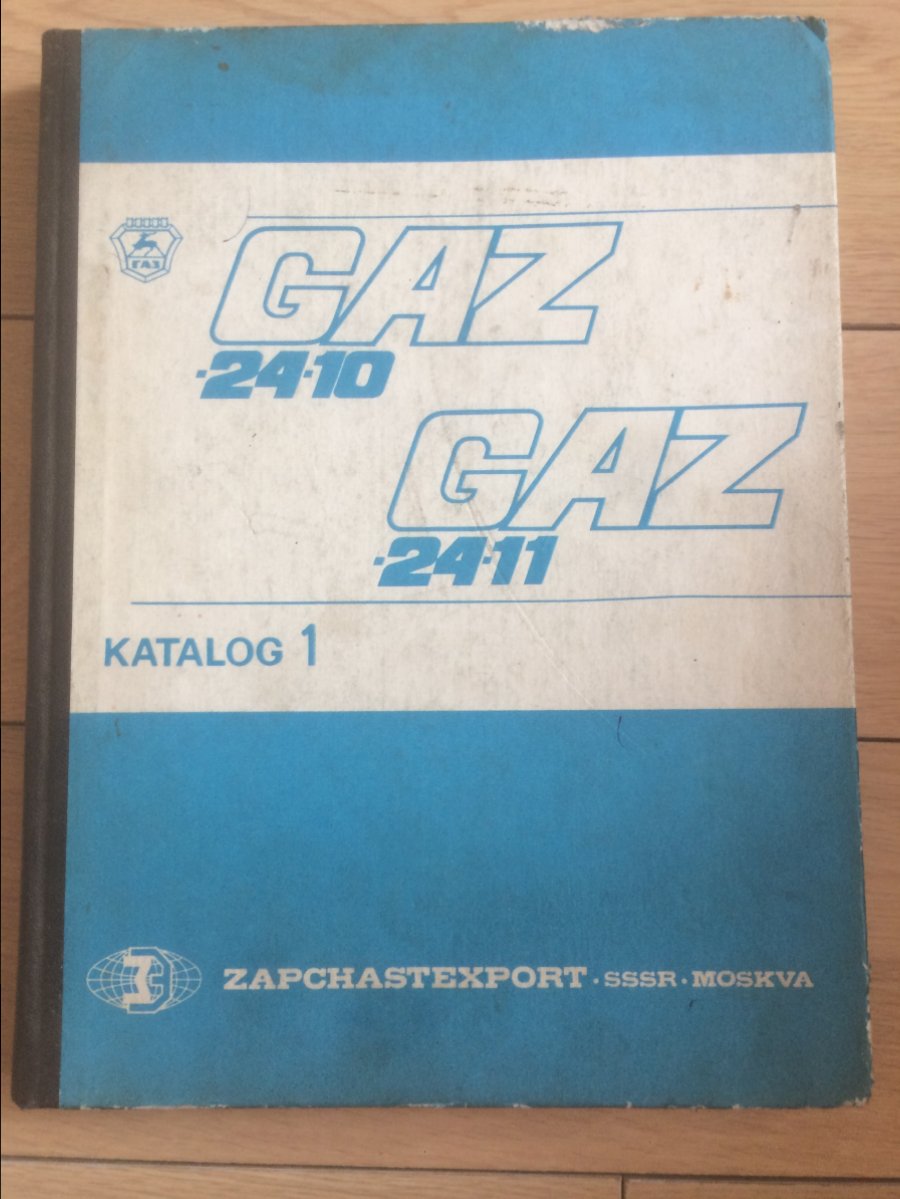 ГАЗ
GAZ
-24-10
GAZ
-24-11
KATALOG 1
ZAPCHASTEXPORT · SSSR · MOSKVA